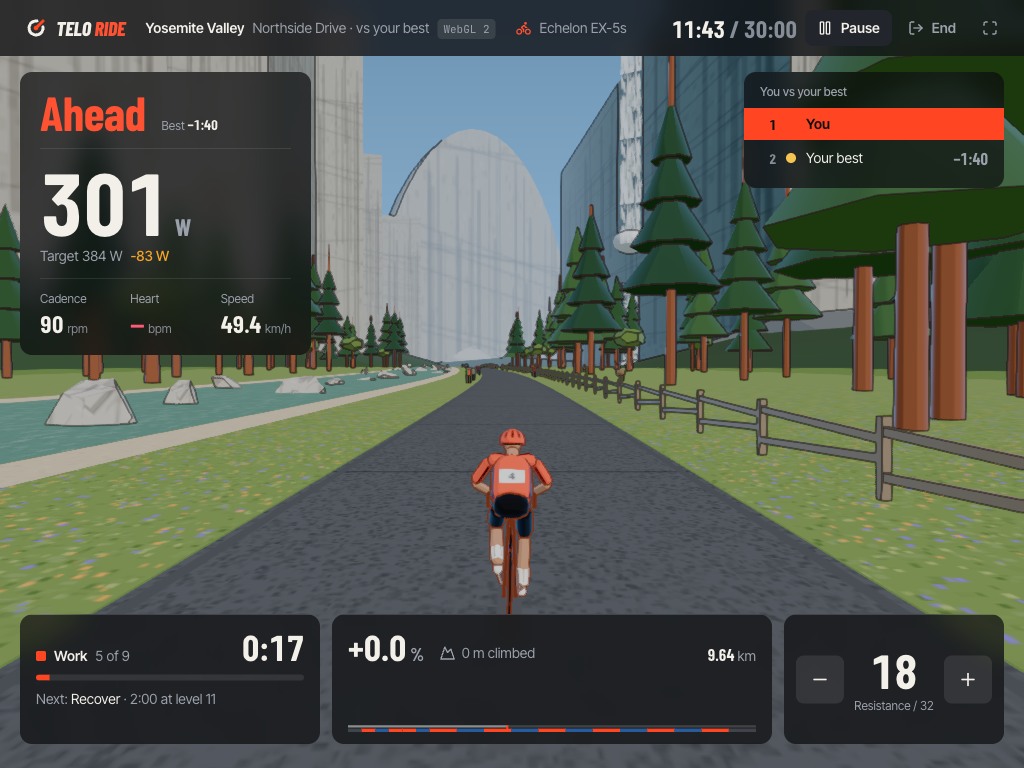 TELO RIDE
Yosemite Valley Northside Drive · vs your best WebGL 2
Echelon EX-5s
11:43 / 30:00
Pause
End
Ahead Best −1:40
301 W
Target 384 W -83 W
Cadence Heart Speed
90 rpm – bpm 49.4 km/h
You vs your best
1 You
2 Your best −1:40
4
Work 5 of 9 0:17
Next: Recover · 2:00 at level 11
+0.0 % 0 m climbed 9.64 km
− 18 +
Resistance / 32